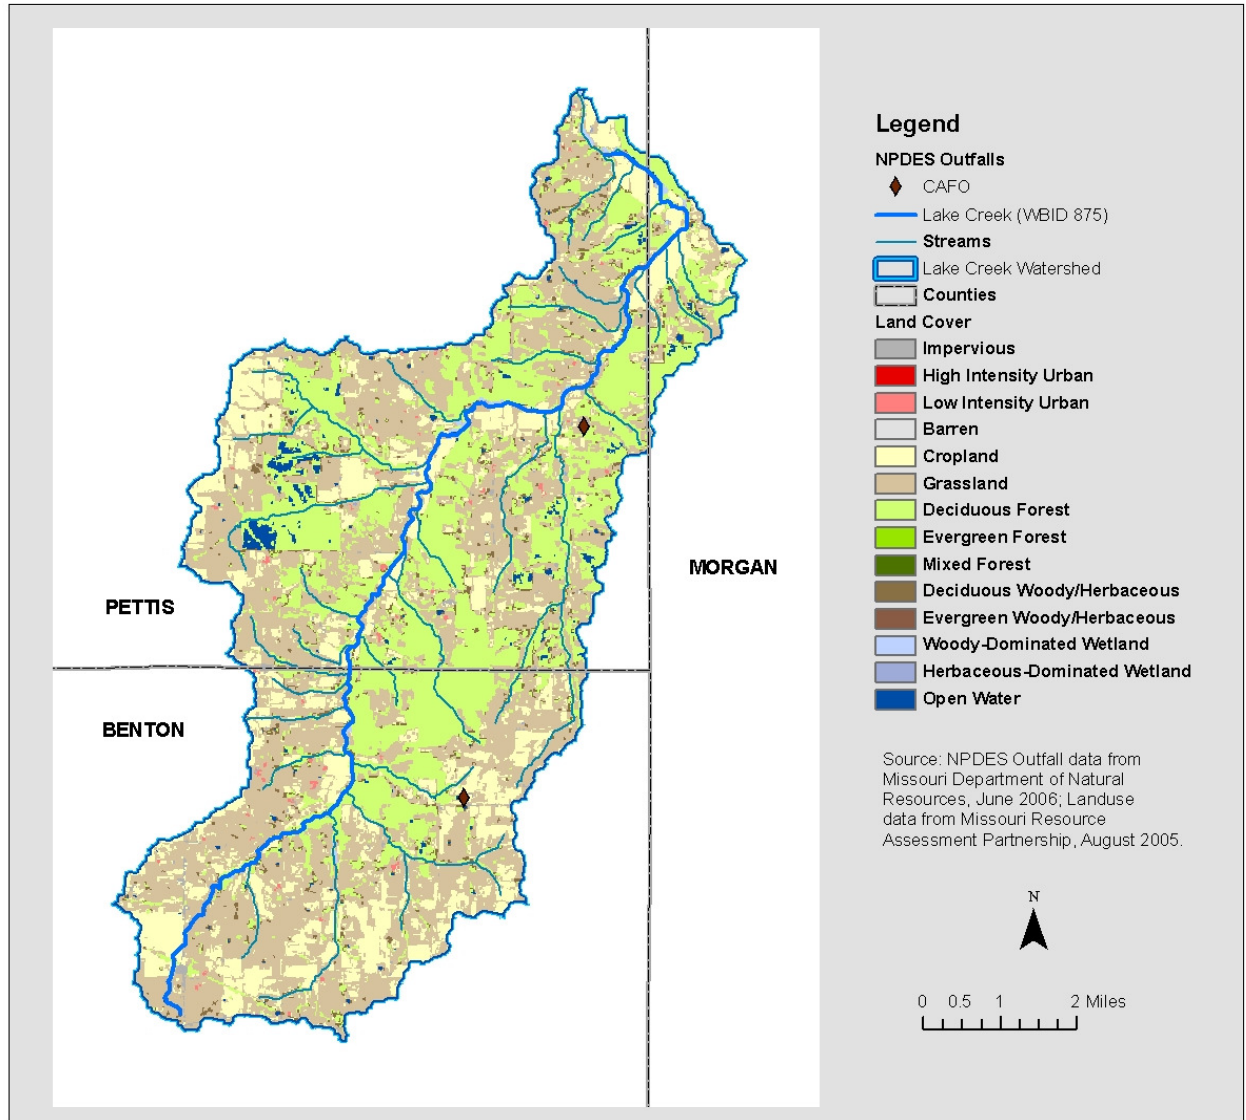 PETTIS
BENTON
MORGAN
Legend
NPDES Outfalls
CAFO
Lake Creek (WBID 875)
Streams
Lake Creek Watershed
Counties
Land Cover
Impervious
High Intensity Urban
Low Intensity Urban
Barren
Cropland
Grassland
Deciduous Forest
Evergreen Forest
Mixed Forest
Deciduous Woody/Herbaceous
Evergreen Woody/Herbaceous
Woody-Dominated Wetland
Herbaceous-Dominated Wetland
Open Water
Source: NPDES Outfall data from
Missouri Department of Natural
Resources, June 2006; Landuse
data from Missouri Resource
Assessment Partnership, August 2005.
N
0 0.5 1 2 Miles